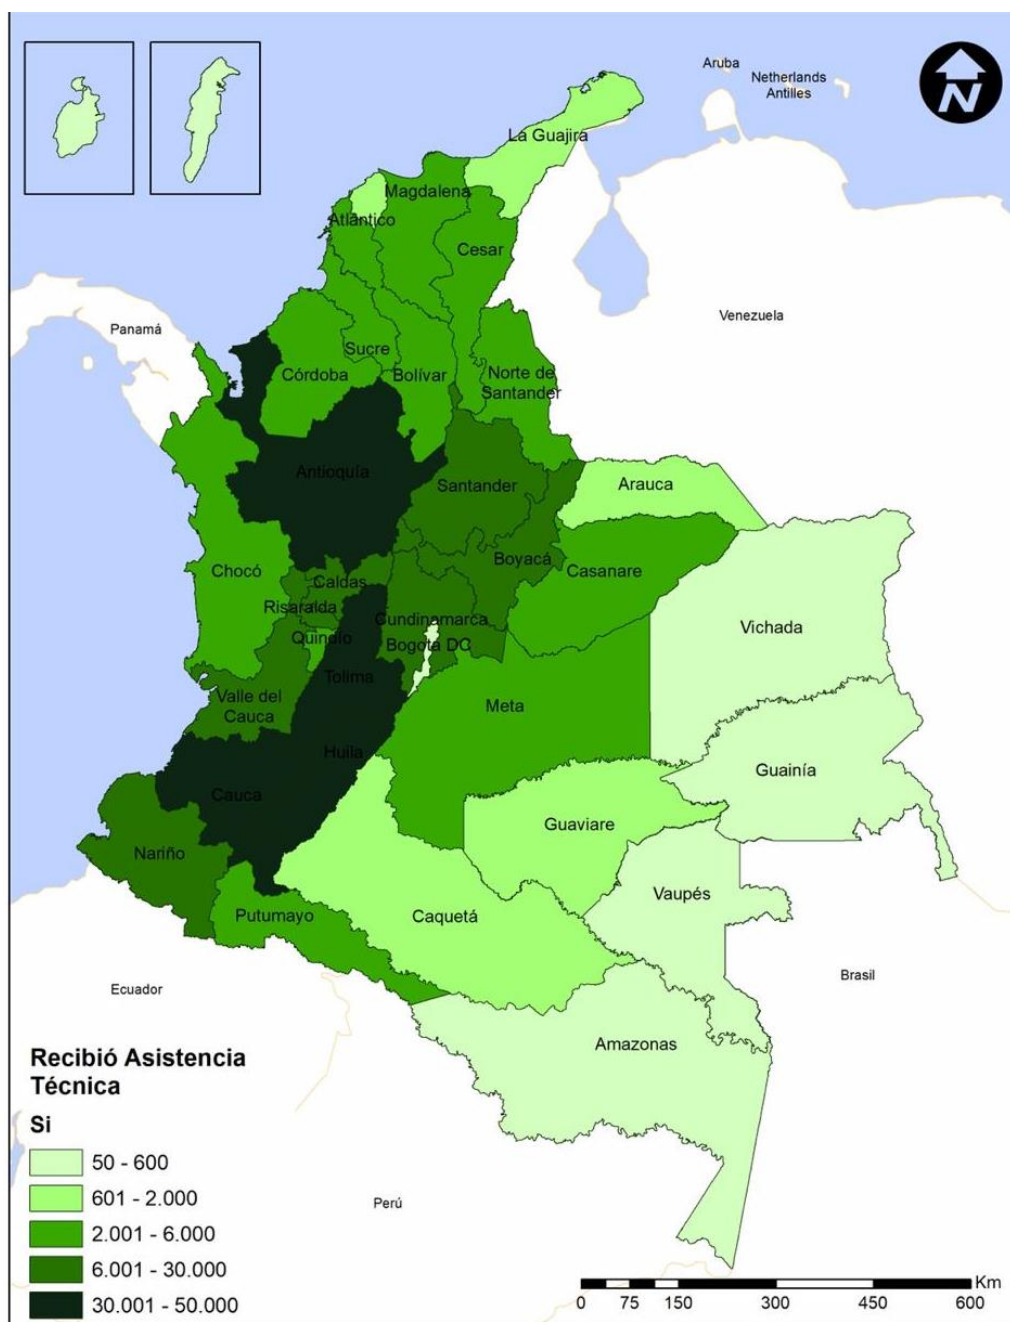 Aruba
Netherlands
Antilles
N
La Guajira
Magdalena
Atlántico
Cesar
Venezuela
Panamá
Sucre
Córdoba
Bolívar
Norte de
Santander
Antioquía
Santander
Arauca
Boyacá
Chocó
Caldas
Casanare
Risaralda
Cundinamarca
Vichada
Quindío
Bogota DC
Tolima
Valle del
Cauca
Meta
Huila
Guainía
Cauca
Guaviare
Nariño
Vaupés
Putumayo
Caquetá
Ecuador
Brasil
Amazonas
Perú
Recibió Asistencia
Técnica
Si
50 - 600
601 - 2.000
2.001 - 6.000
6.001 - 30.000
30.001 - 50.000
Km
0 75 150 300 450 600